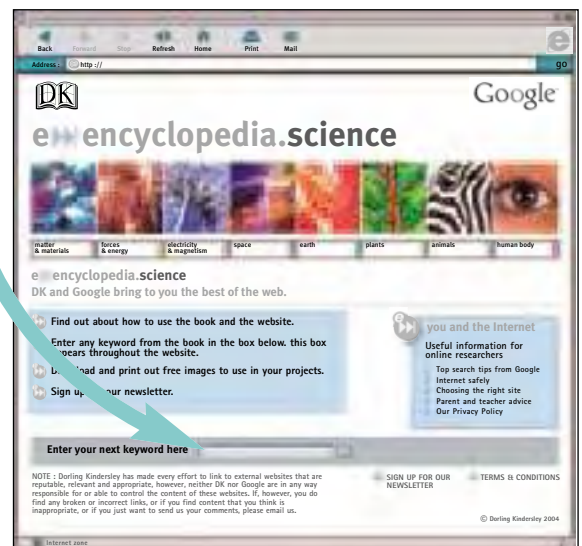 Back Forward Stop Refresh Home Print Mail
Address : http :// go
DK Google
e encyclopedia.science
matter & materials
forces & energy
electricity & magnetism
space
earth
plants
animals
human body
e encyclopedia.science
DK and Google bring to you the best of the web.
Find out about how to use the book and the website.
Enter any keyword from the book in the box below. this box
appears throughout the website.
and print out free images to use in your projects.
Sign up our newsletter.
e
you and the Internet
Useful information for
online researchers
Top search tips from Google
Internet safely
Choosing the right site
Parent and teacher advice
Our Privacy Policy
Enter your next keyword here
NOTE : Dorling Kindersley has made every effort to link to external websites that are
reputable, relevant and appropriate, however, neither DK nor Google are in any way
responsible for or able to control the content of these websites. If, however, you do
find any broken or incorrect links, or if you find content that you think is
inappropriate, or if you just want to send us your comments, please email us.
SIGN UP FOR OUR
NEWSLETTER
TERMS & CONDITIONS
© Dorling Kindersley 2004
Internet zone